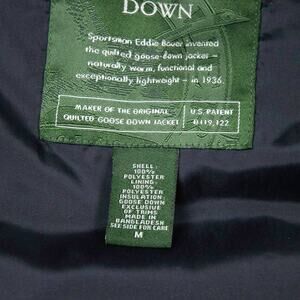 DOWN
Sportsman Eddie Bauer invented
the quilted goose-down jacket –
naturally warm, functional and
exceptionally lightweight – in 1936.
MAKER OF THE ORIGINAL
QUILTED GOOSE DOWN JACKET
U.S. PATENT
#119,122
SHELL:
100%
POLYESTER
LINING:
100%
POLYESTER
INSULATION:
GOOSE DOWN
EXCLUSIVE
OF TRIMS
MADE IN
BANGLADESH
SEE SIDE FOR CARE
M